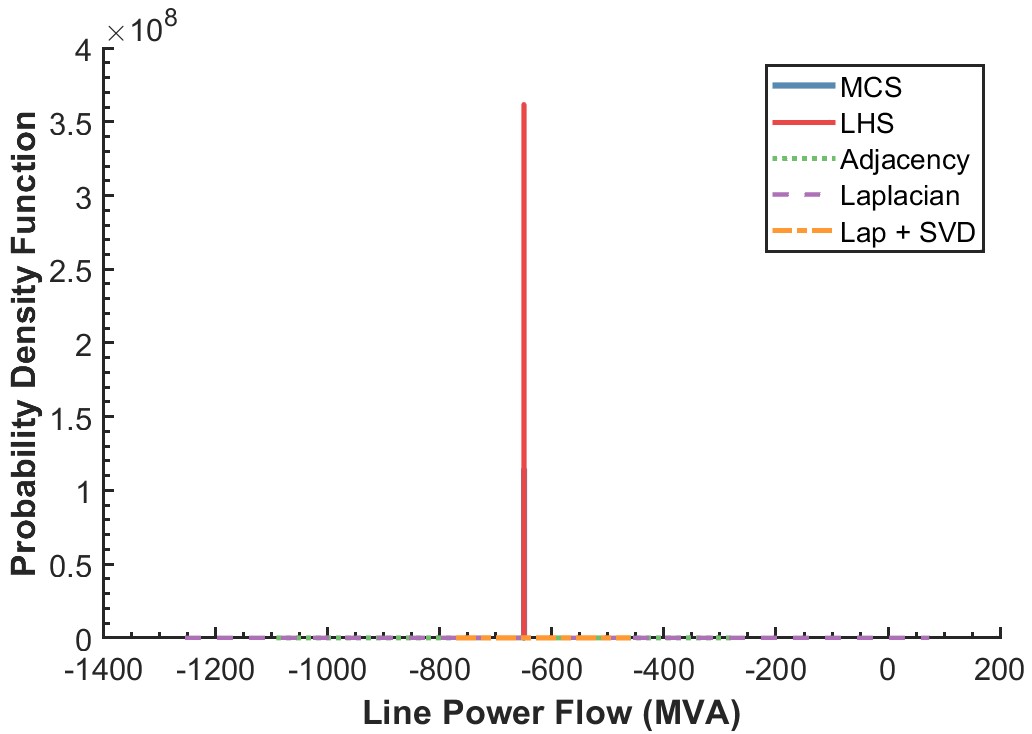 ×10^8
4
3.5
3
2.5
2
1.5
1
0.5
0
Probability Density Function
MCS
LHS
Adjacency
Laplacian
Lap + SVD
-1400 -1200 -1000 -800 -600 -400 -200 0 200
Line Power Flow (MVA)